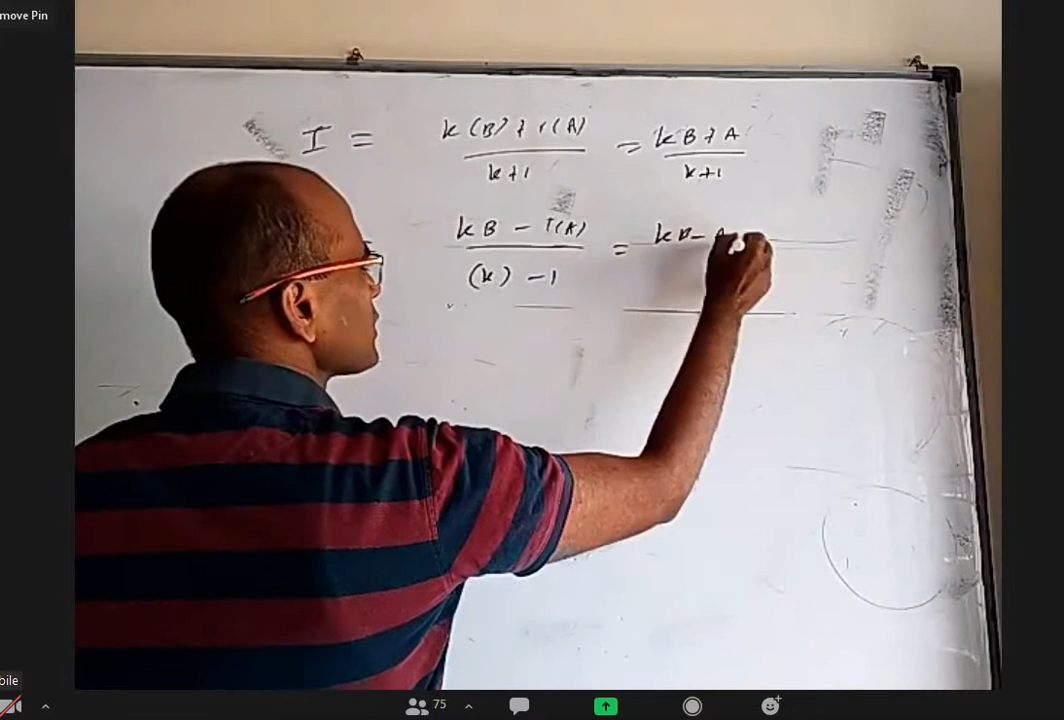 move Pin
I = k(B)+1(A) / k+1 = kB+A / k+1
kB - 1(A) / (k) - 1 = kB - A
bile
75